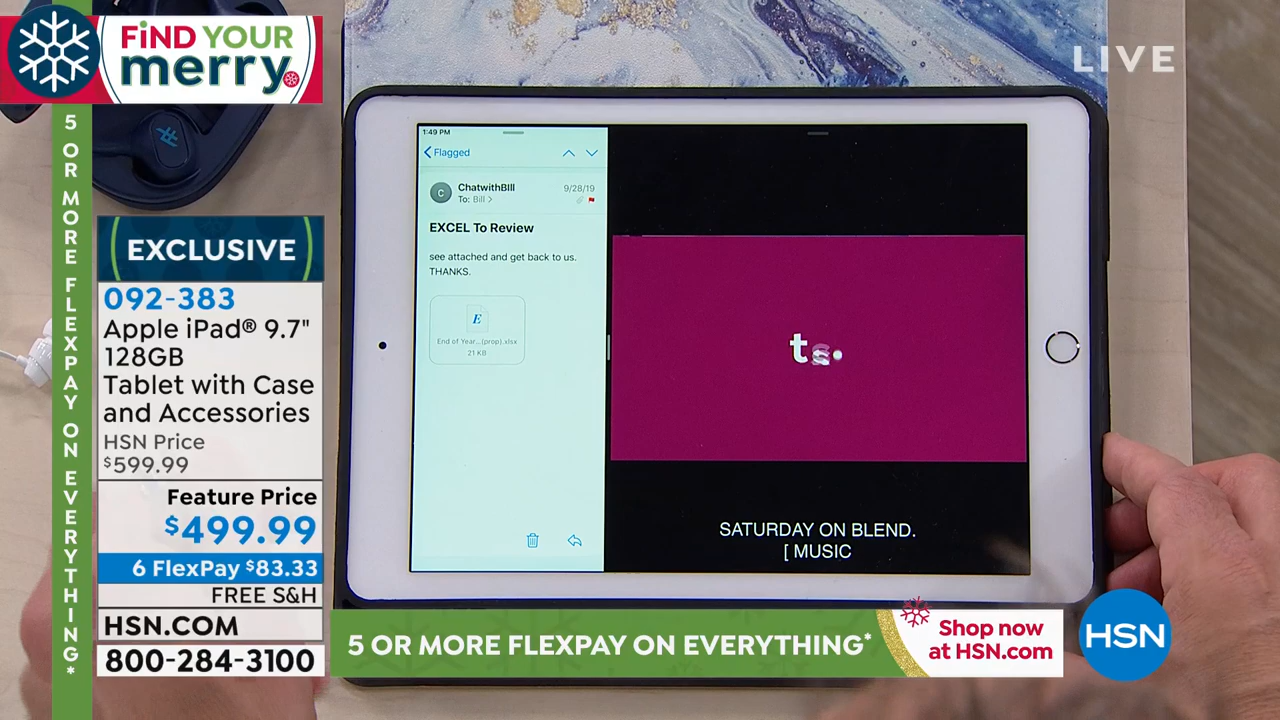 FiND YOUR
merry
LIVE
5 OR MORE FLEXPAY ON EVERYTHING*
EXCLUSIVE
092-383
Apple iPad® 9.7"
128GB
Tablet with Case
and Accessories
HSN Price
$599.99
Feature Price
$499.99
6 FlexPay $83.33
FREE S&H
HSN.COM
800-284-3100
1:49 PM
Flagged
C
ChatwithBIll
9/28/19
To: Bill >
EXCEL To Review
see attached and get back to us.
THANKS.
E
End of Year...(prop).xlsx
21 KB
ts
SATURDAY ON BLEND.
[ MUSIC
5 OR MORE FLEXPAY ON EVERYTHING*
Shop now
at HSN.com
HSN